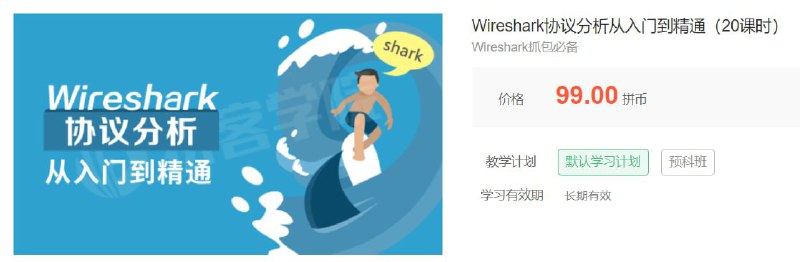 Wireshark协议分析从入门到精通（20课时）
Wireshark抓包必备
shark
Wireshark
协议分析
从入门到精通
价格 99.00 拼币
教学计划 默认学习计划 预科班
学习有效期 长期有效